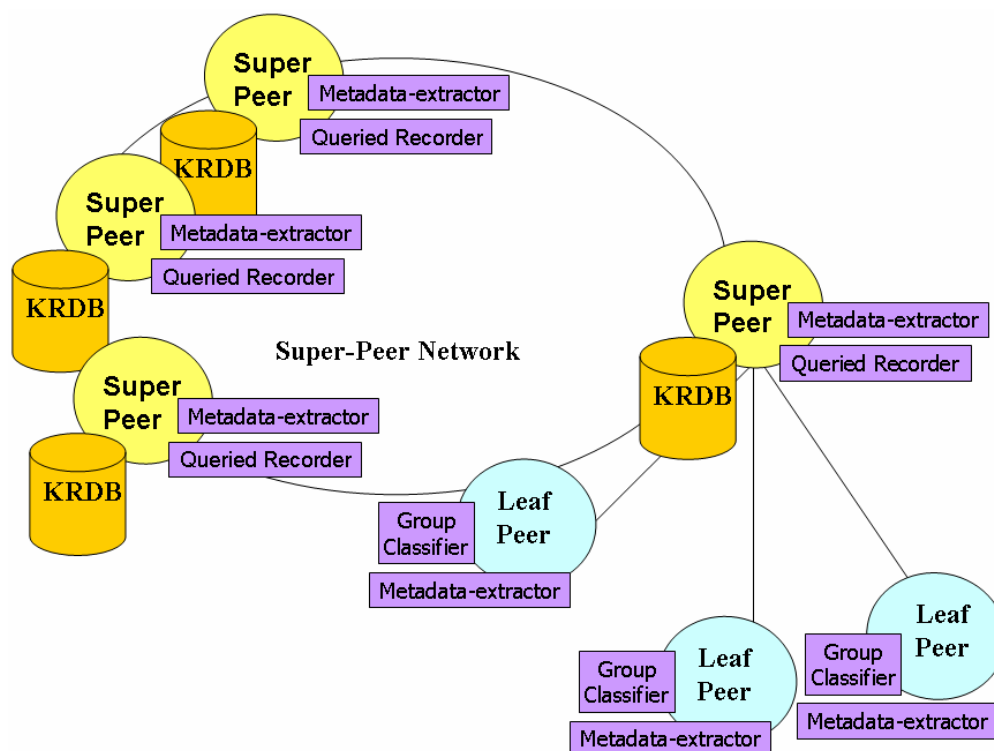 Super
Peer
Metadata-extractor
Queried Recorder
KRDB
Super
Peer
Metadata-extractor
Queried Recorder
KRDB
Super
Peer
Metadata-extractor
Queried Recorder
KRDB
Super-Peer Network
Super
Peer
Metadata-extractor
Queried Recorder
KRDB
Leaf
Peer
Group
Classifier
Metadata-extractor
Leaf
Peer
Group
Classifier
Metadata-extractor
Leaf
Peer
Group
Classifier
Metadata-extractor